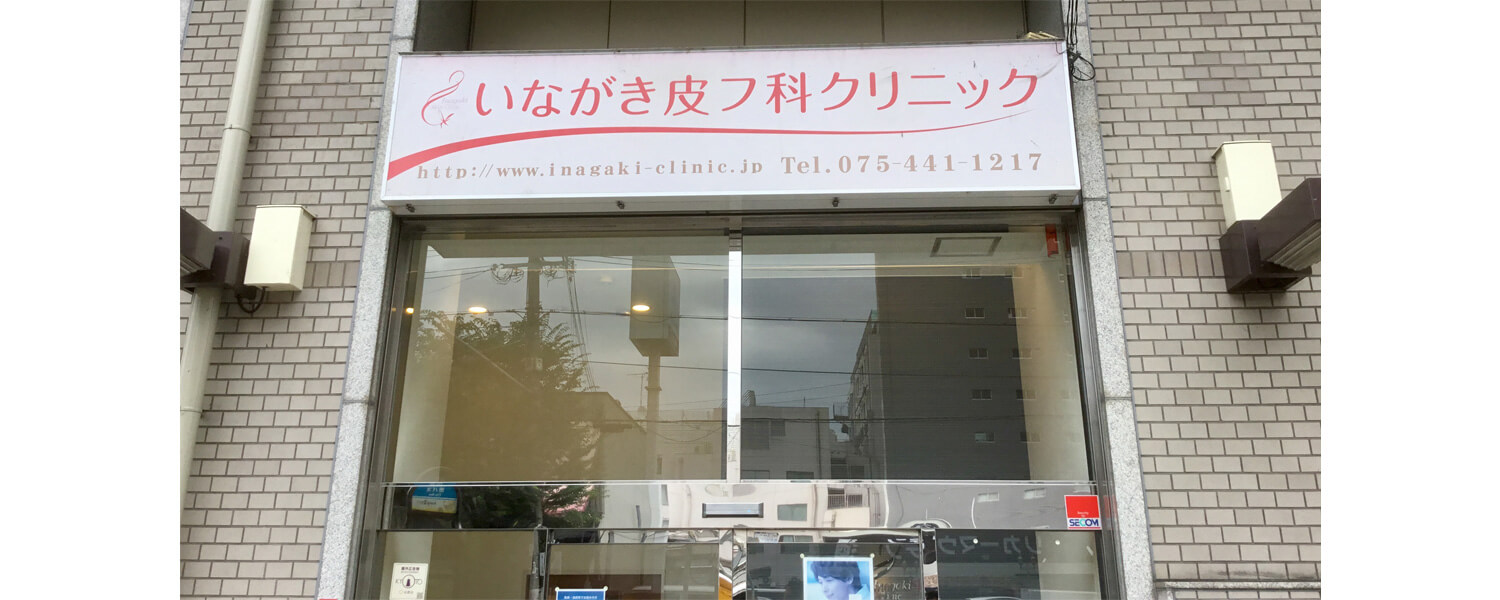 いながき皮フ科クリニック
http://www.inagaki-clinic.jp Tel.075-441-1217
SECOM